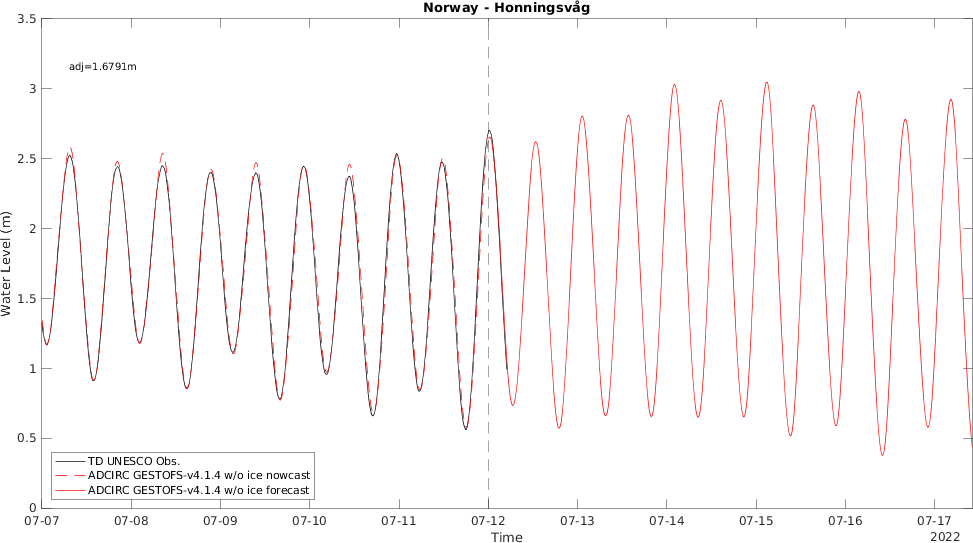 Norway - Honningsvåg
3.5
adj=1.6791m
3
2.5
2
Water Level (m)
1.5
1
0.5
TD UNESCO Obs.
ADCIRC GESTOFS-v4.1.4 w/o ice nowcast
ADCIRC GESTOFS-v4.1.4 w/o ice forecast
0
07-07 07-08 07-09 07-10 07-11 07-12 07-13 07-14 07-15 07-16 07-17
Time 2022